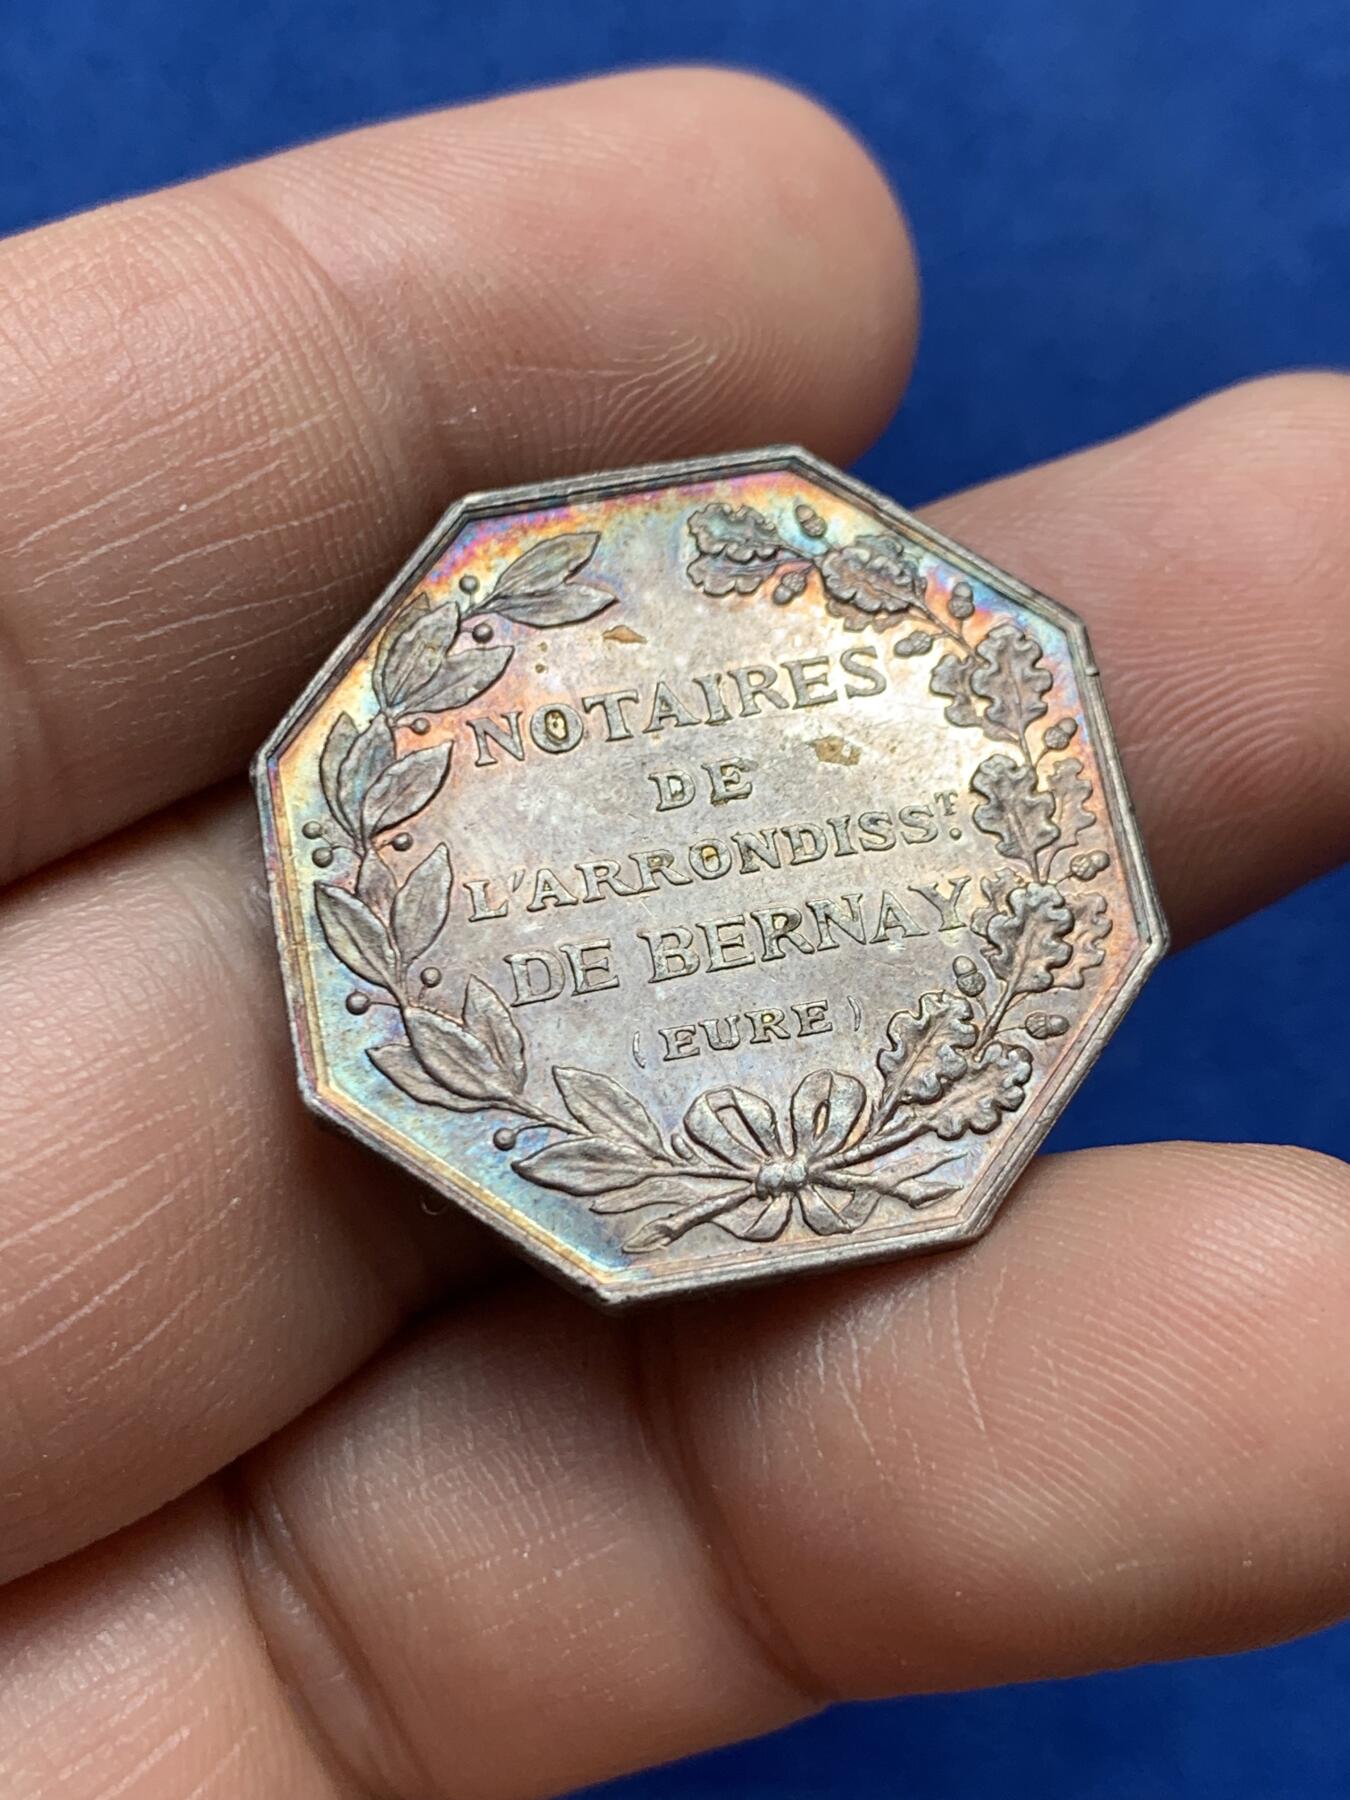 NOTAIRES
DE
L'ARRONDISST.
DE BERNAY
(EURE)